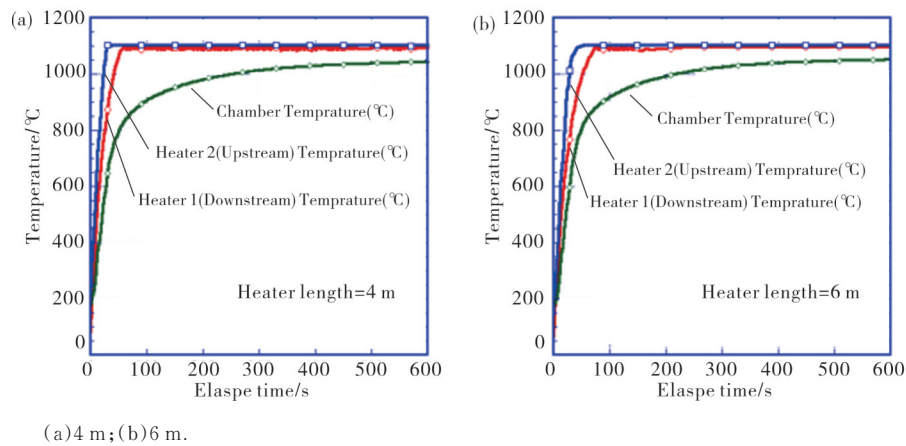 (a)
1200
1000
800
600
400
200
0
Temperature/℃
Chamber Temprature(℃)
Heater 2(Upstream) Temprature(℃)
Heater 1(Downstream) Temprature(℃)
Heater length=4 m
0 100 200 300 400 500 600
Elaspe time/s
(b)
1200
1000
800
600
400
200
0
Temperature/℃
Chamber Temprature(℃)
Heater 2(Upstream) Temprature(℃)
Heater 1(Downstream) Temprature(℃)
Heater length=6 m
0 100 200 300 400 500 600
Elaspe time/s
(a)4 m;(b)6 m.